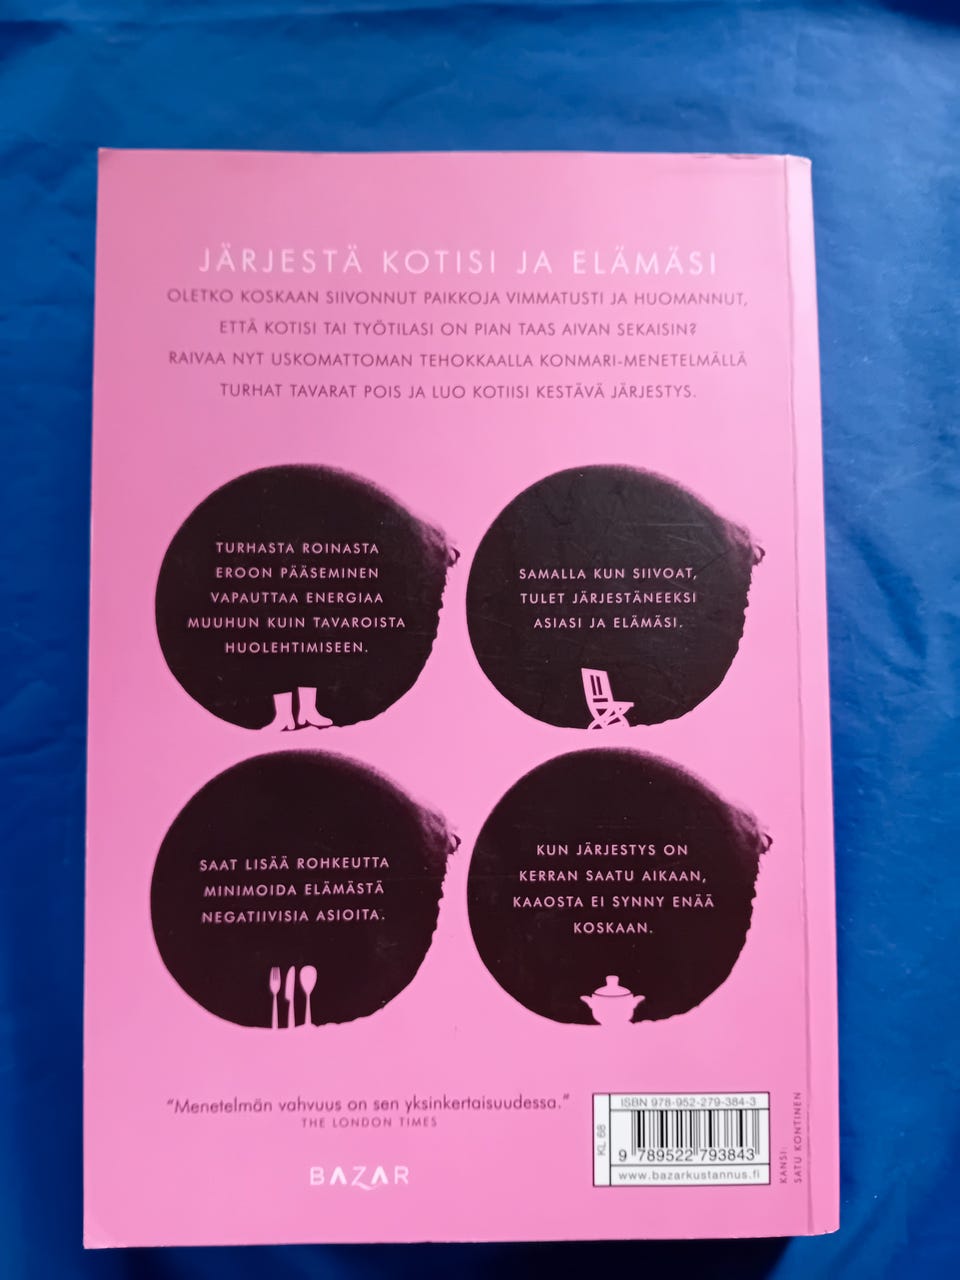 JÄRJESTÄ KOTISI JA ELÄMÄSI
OLETKO KOSKAAN SIIVONNUT PAIKKOJA VIMMATUSTI JA HUOMANNUT,
ETTÄ KOTISI TAI TYÖTILASI ON PIAN TAAS AIVAN SEKAISIN?
RAIVAA NYT USKOMATTOMAN TEHOKKAALLA KONMARI-MENETELMÄLLÄ
TURHAT TAVARAT POIS JA LUO KOTIISI KESTÄVÄ JÄRJESTYS.
TURHASTA ROINASTA
EROON PÄÄSEMINEN
VAPAUTTAA ENERGIAA
MUUHUN KUIN TAVAROISTA
HUOLEHTIMISEEN.
SAMALLA KUN SIIVOAT,
TULET JÄRJESTÄNEEKSI
ASIASI JA ELÄMÄSI.
SAAT LISÄÄ ROHKEUTTA
MINIMOIDA ELÄMÄSTÄ
NEGATIIVISIA ASIOITA.
KUN JÄRJESTYS ON
KERRAN SAATU AIKAAN,
KAAOSTA EI SYNNY ENÄÄ
KOSKAAN.
"Menetelmän vahvuus on sen yksinkertaisuudessa."
THE LONDON TIMES
BAZAR
KL 68
ISBN 978-952-279-384-3
9 789522 793843
www.bazarkustannus.fi
KANSI:
SATU KONTINEN